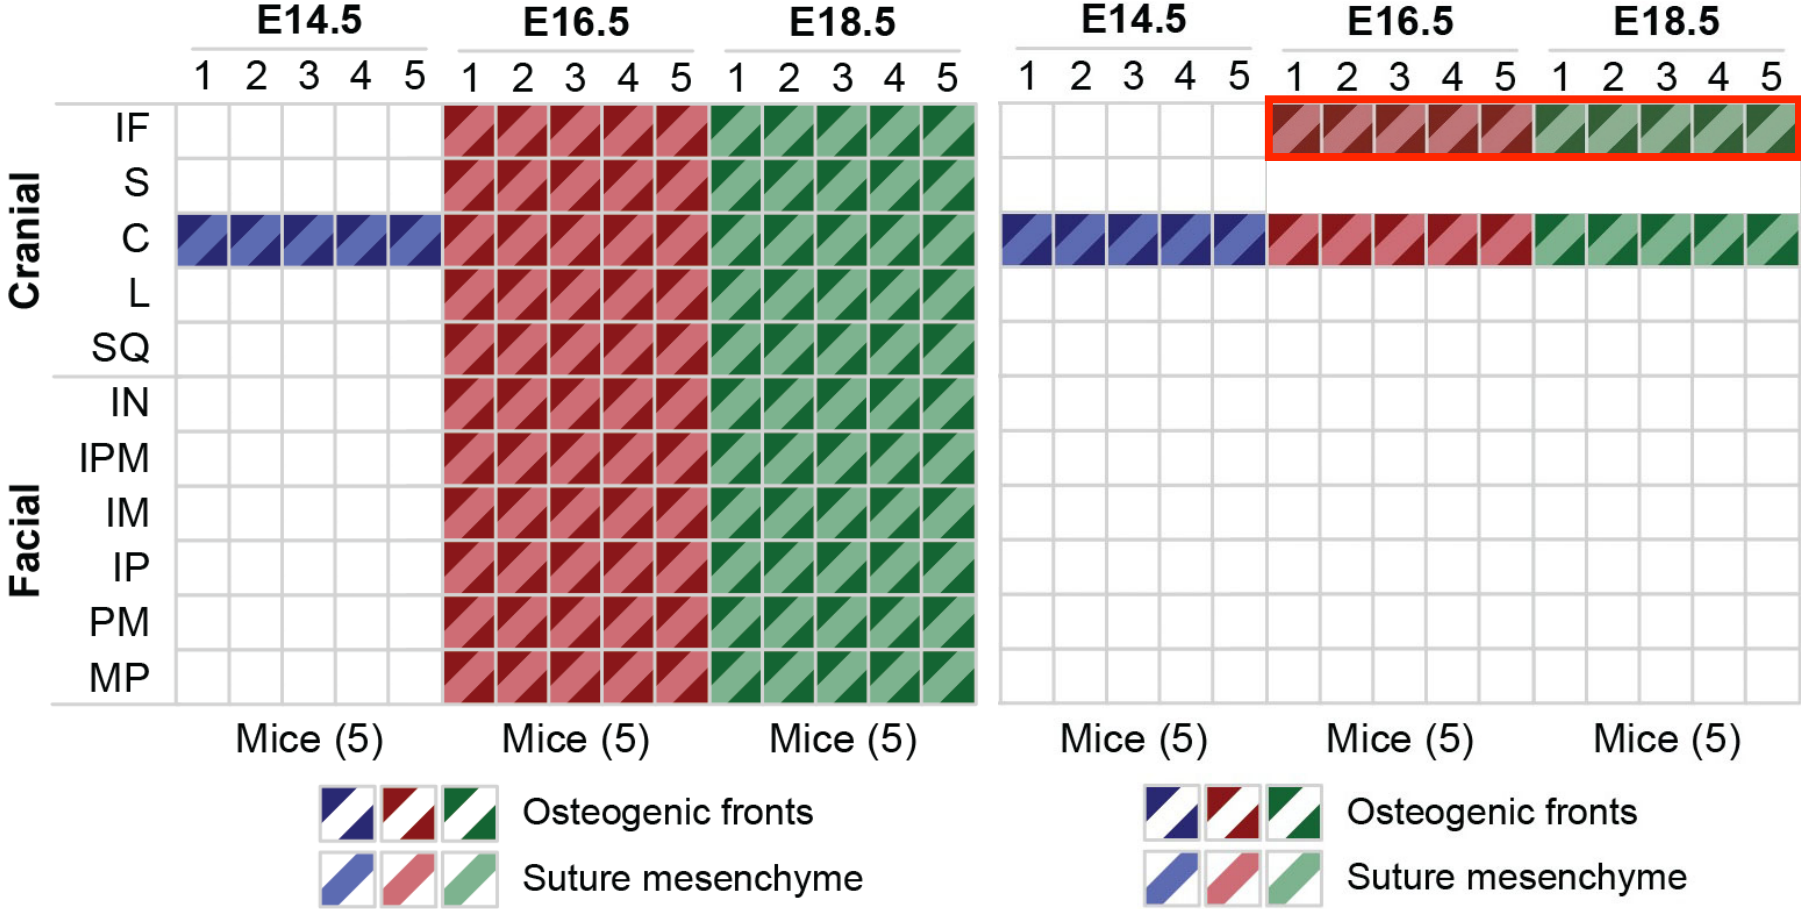 E14.5 E16.5 E18.5 E14.5 E16.5 E18.5
1 2 3 4 5 1 2 3 4 5 1 2 3 4 5 1 2 3 4 5 1 2 3 4 5 1 2 3 4 5
Cranial
IF
S
C
L
SQ
Facial
IN
IPM
IM
IP
PM
MP
Mice (5) Mice (5) Mice (5) Mice (5) Mice (5) Mice (5)
Osteogenic fronts Osteogenic fronts
Suture mesenchyme Suture mesenchyme